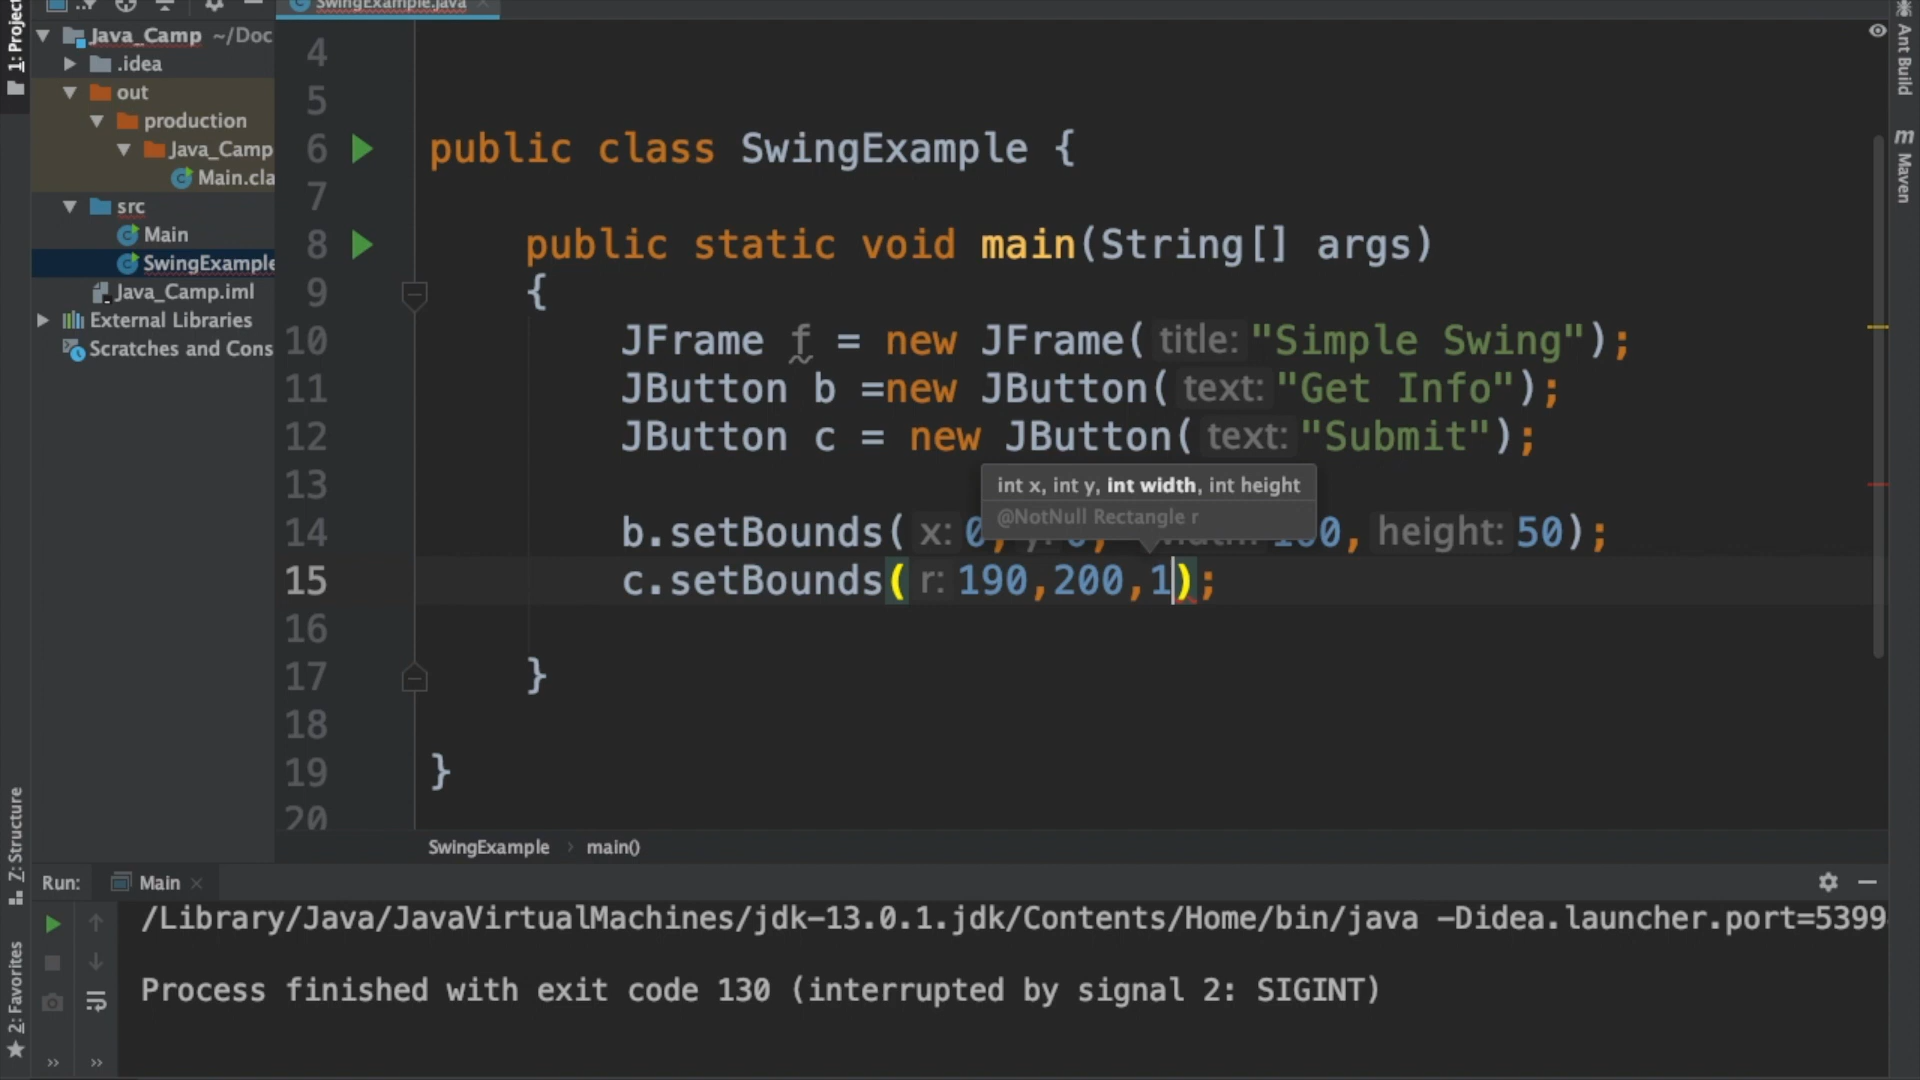 SwingExample.java
1: Project
Java_Camp ~/Doc
.idea
out
production
Java_Camp
Main.cla
src
Main
SwingExample
Java_Camp.iml
External Libraries
Scratches and Cons
4
5
6 public class SwingExample {
7
8 public static void main(String[] args)
9 {
10 JFrame f = new JFrame( title: "Simple Swing");
11 JButton b =new JButton( text: "Get Info");
12 JButton c = new JButton( text: "Submit");
13
int x, int y, int width, int height
@NotNull Rectangle r
14 b.setBounds( x: 0, height: 50);
15 c.setBounds( r: 190,200,1);
16
17 }
18
19 }
20
SwingExample › main()
Ant Build
m Maven
Z: Structure
2: Favorites
Run: Main
/Library/Java/JavaVirtualMachines/jdk-13.0.1.jdk/Contents/Home/bin/java -Didea.launcher.port=5399
Process finished with exit code 130 (interrupted by signal 2: SIGINT)